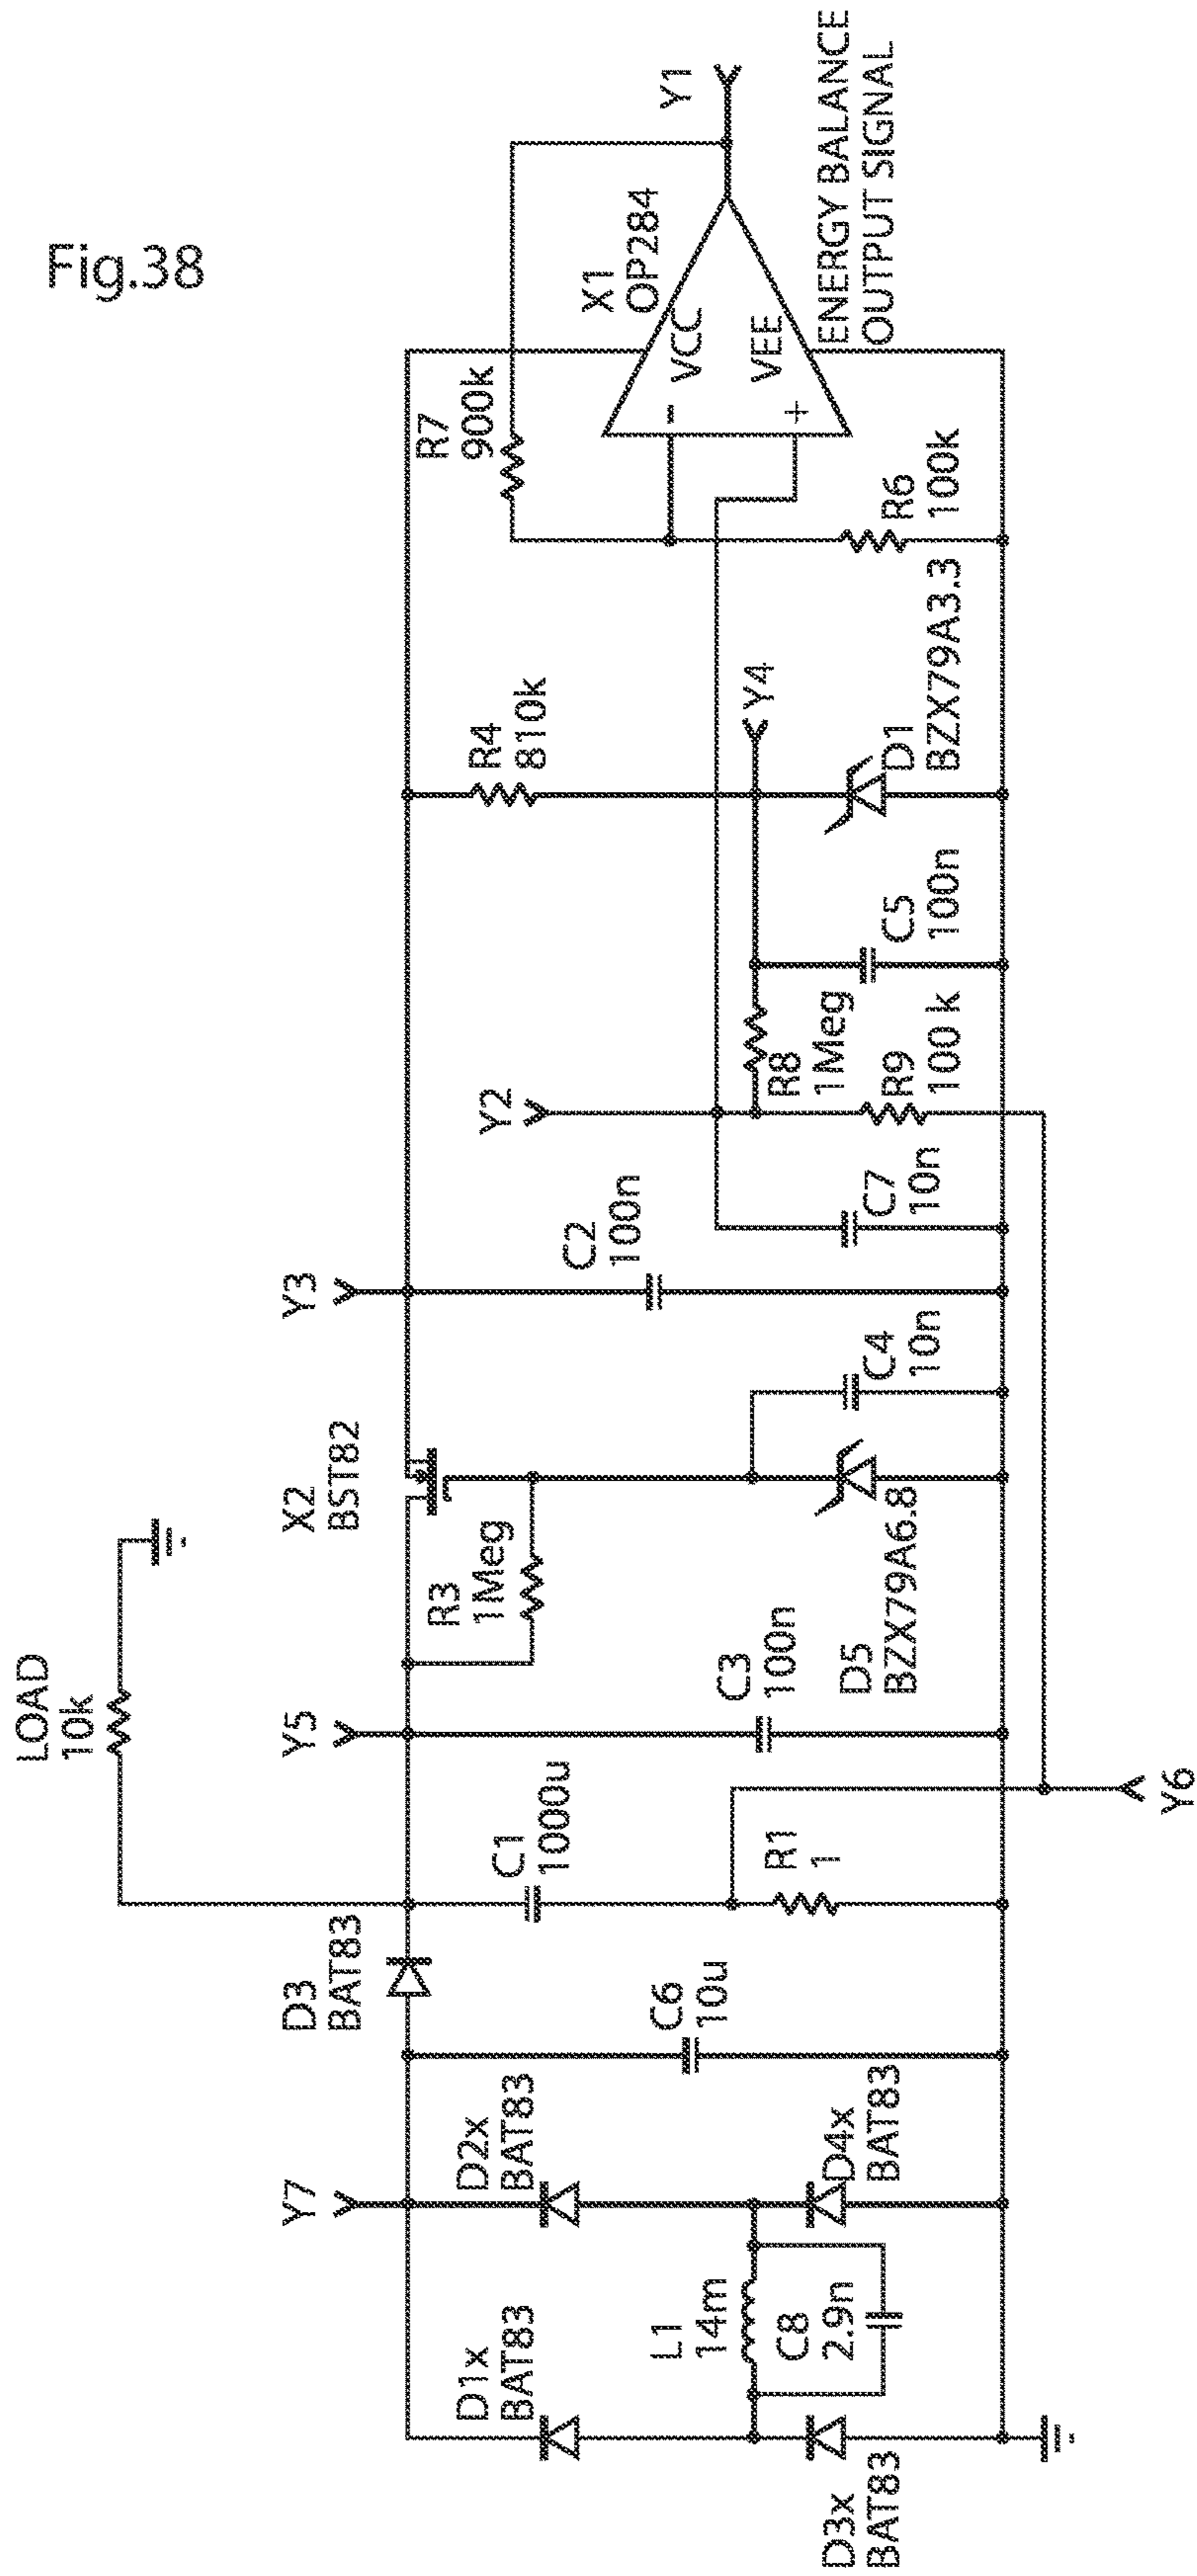 Fig.38
LOAD
10k
D3
BAT83
Y7
D1x
BAT83
D2x
BAT83
L1
14m
C8
2.9n
D3x
BAT83
D4x
BAT83
C6
10u
C1
1000u
R1
1
Y5
C3
100n
R3
1Meg
X2
BST82
D5
BZX79A6.8
C4
10n
Y6
Y3
C2
100n
C7
10n
Y2
R8
1Meg
R9
100 k
C5
100n
R4
810k
Y4
D1
BZX79A3.3
R7
900k
R6
100k
X1
OP284
VCC
VEE
-
+
Y1
ENERGY BALANCE
OUTPUT SIGNAL